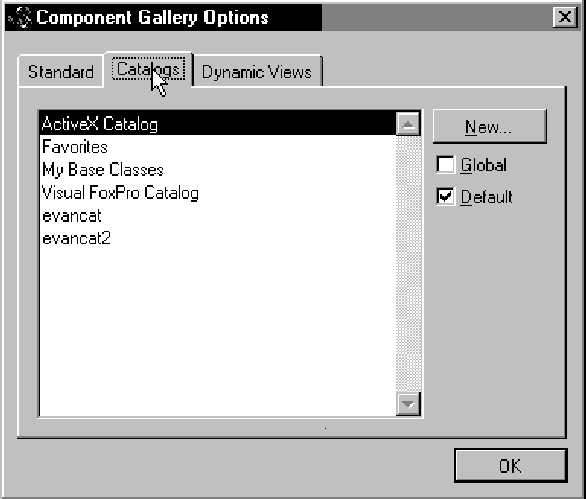 Component Gallery Options
Standard
Catalogs
Dynamic Views
ActiveX Catalog
Favorites
My Base Classes
Visual FoxPro Catalog
evancat
evancat2
New...
Global
Default
OK